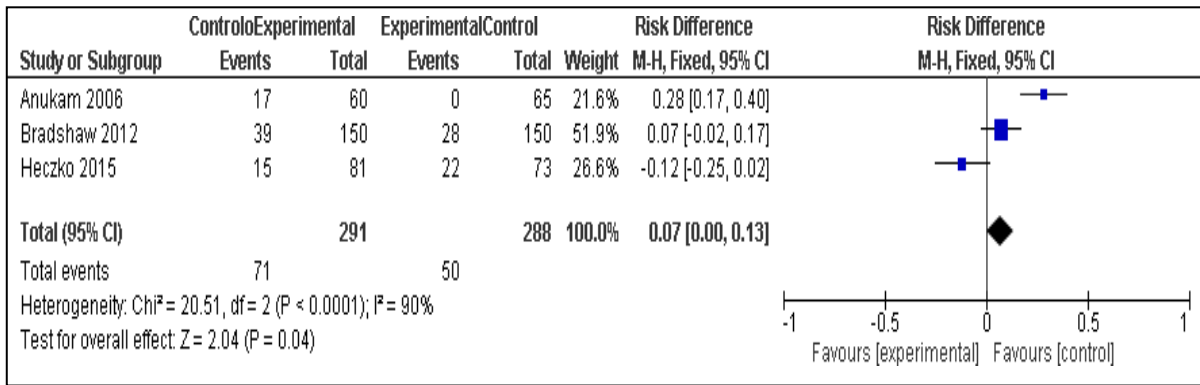 ControloExperimental ExperimentalControl Risk Difference Risk Difference
Study or Subgroup Events Total Events Total Weight M-H, Fixed, 95% CI M-H, Fixed, 95% CI
Anukam 2006 17 60 0 65 21.6% 0.28 [0.17, 0.40]
Bradshaw 2012 39 150 28 150 51.9% 0.07 [-0.02, 0.17]
Heczko 2015 15 81 22 73 26.6% -0.12 [-0.25, 0.02]
Total (95% CI) 291 288 100.0% 0.07 [0.00, 0.13]
Total events 71 50
Heterogeneity: Chi² = 20.51, df = 2 (P < 0.0001); I² = 90%
Test for overall effect: Z = 2.04 (P = 0.04)
-1 -0.5 0 0.5 1
Favours [experimental] Favours [control]